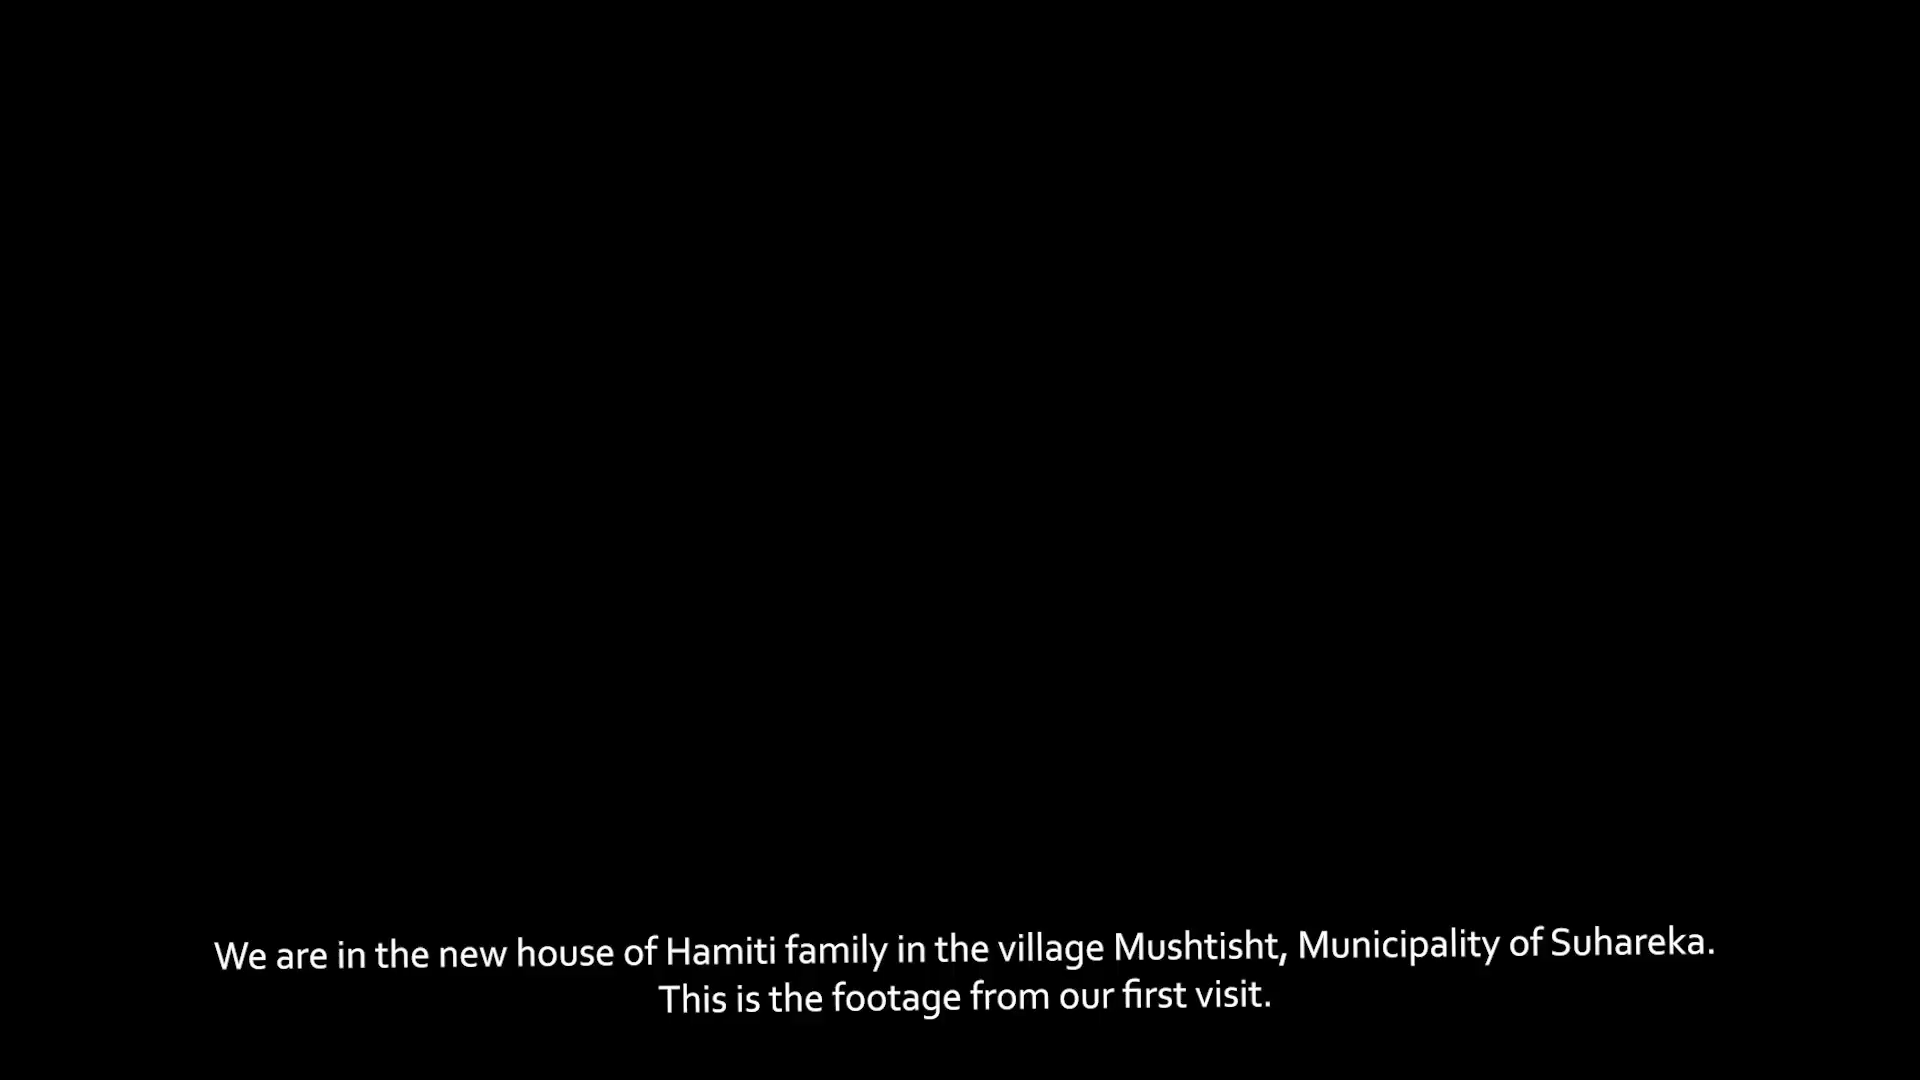 We are in the new house of Hamiti family in the village Mushtisht, Municipality of Suhareka.
This is the footage from our first visit.